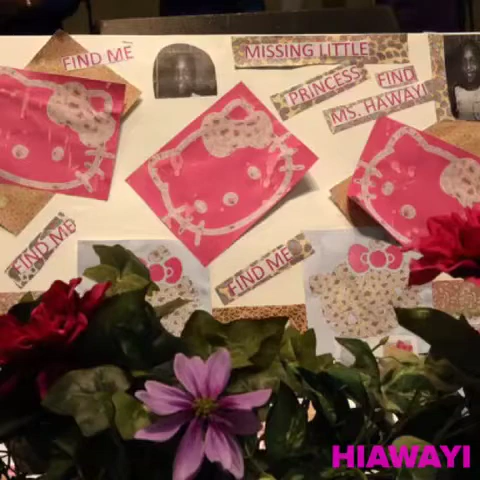 FIND ME
MISSING LITTLE
PRINCESS
FIND
MS. HAWAYI
FIND ME
FIND ME
HIAWAYI